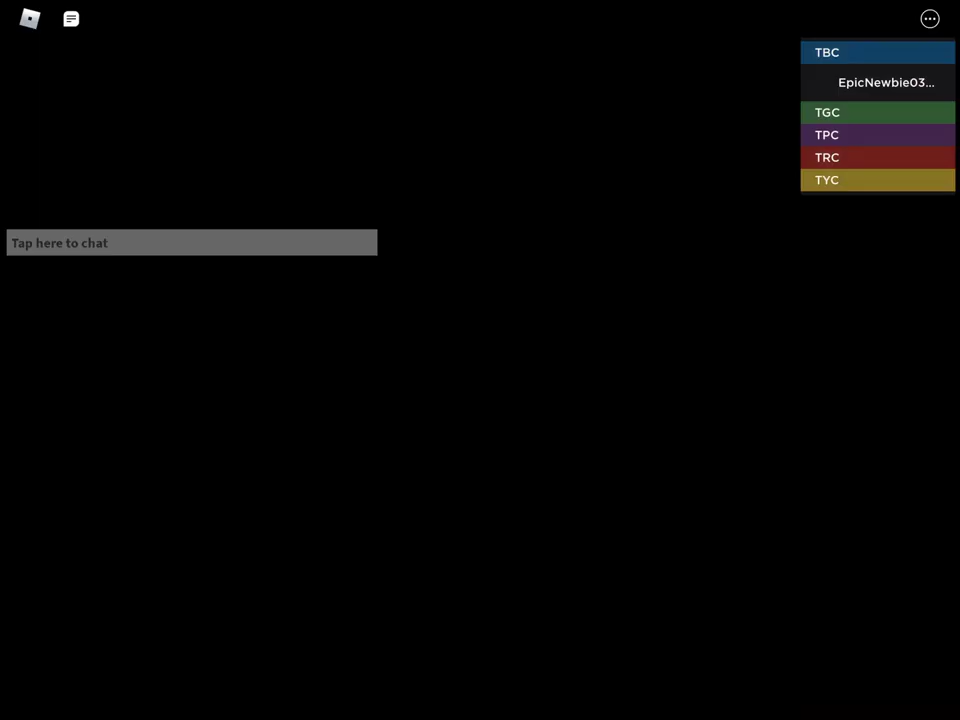 TBC
EpicNewbie03...
TGC
TPC
TRC
TYC
Tap here to chat